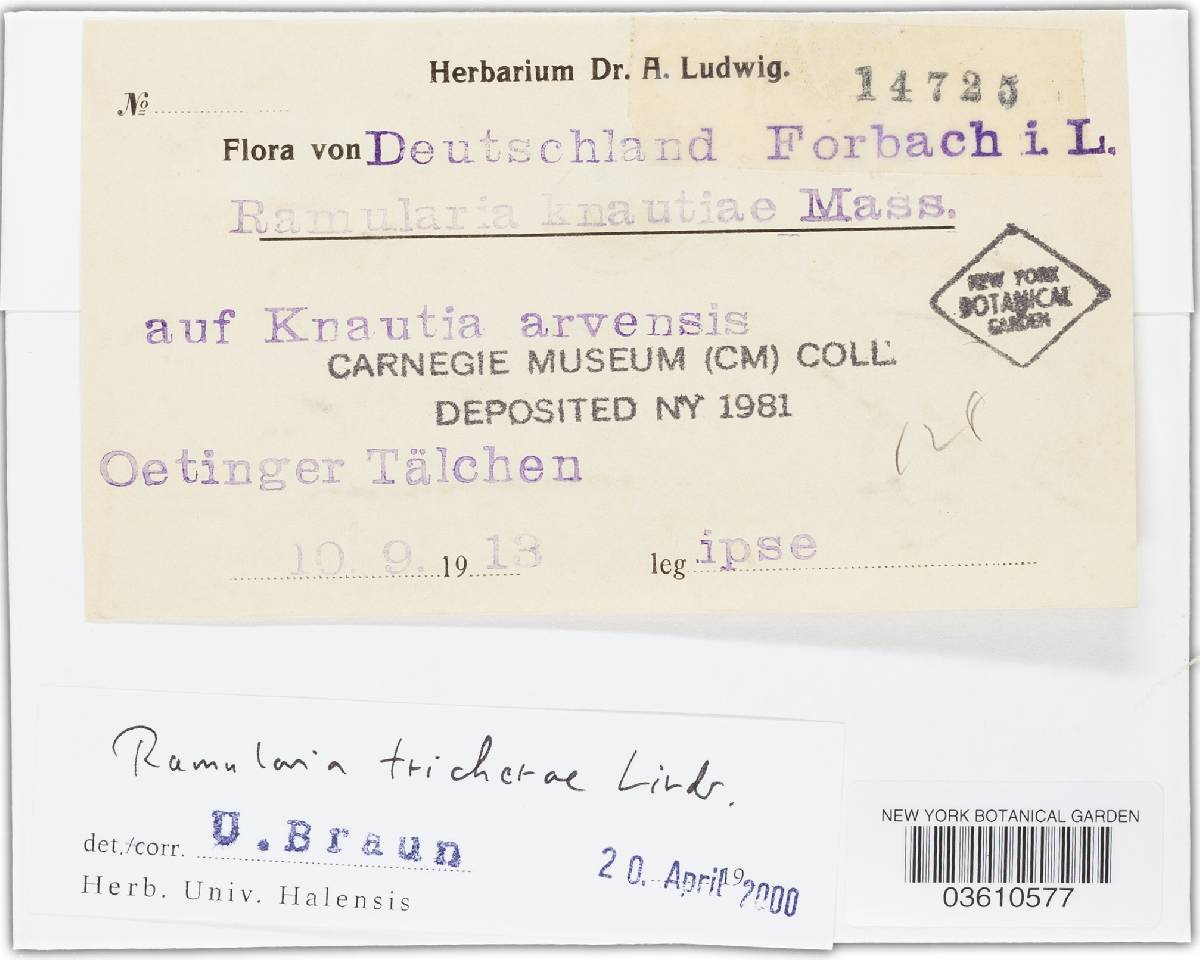 Herbarium Dr. A. Ludwig.
14725
№
Flora von Deutschland Forbach i. L.
Ramularia knautiae Mass.
NEW YORK
BOTANICAL
GARDEN
auf Knautia arvensis
CARNEGIE MUSEUM (CM) COLL.
DEPOSITED NY 1981
128
Oetinger Tälchen
10. 9. 19 13 leg ipse
Ramularia tricherae Lindr.
det./corr. U. Braun
20. April 19 2000
Herb. Univ. Halensis
NEW YORK BOTANICAL GARDEN
03610577